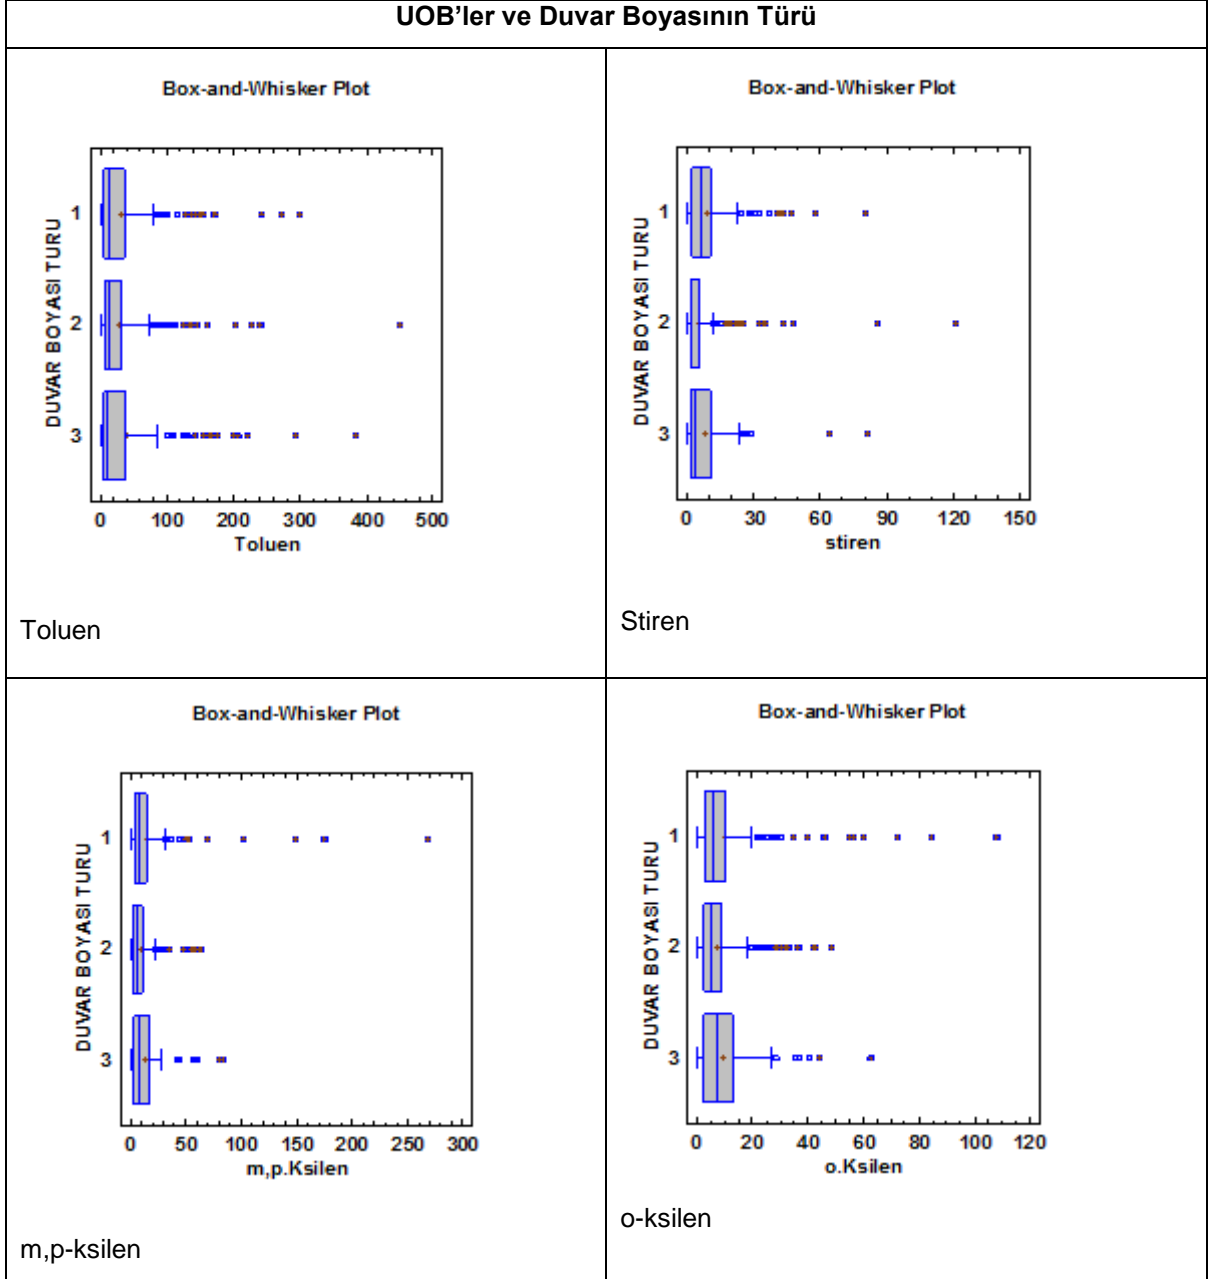 UOB’ler ve Duvar Boyasının Türü
Box-and-Whisker Plot
DUVAR BOYASI TURU
1
2
3
0 100 200 300 400 500
Toluen
Toluen
Box-and-Whisker Plot
DUVAR BOYASI TURU
1
2
3
0 30 60 90 120 150
stiren
Stiren
Box-and-Whisker Plot
DUVAR BOYASI TURU
1
2
3
0 50 100 150 200 250 300
m,p.Ksilen
m,p-ksilen
Box-and-Whisker Plot
DUVAR BOYASI TURU
1
2
3
0 20 40 60 80 100 120
o.Ksilen
o-ksilen